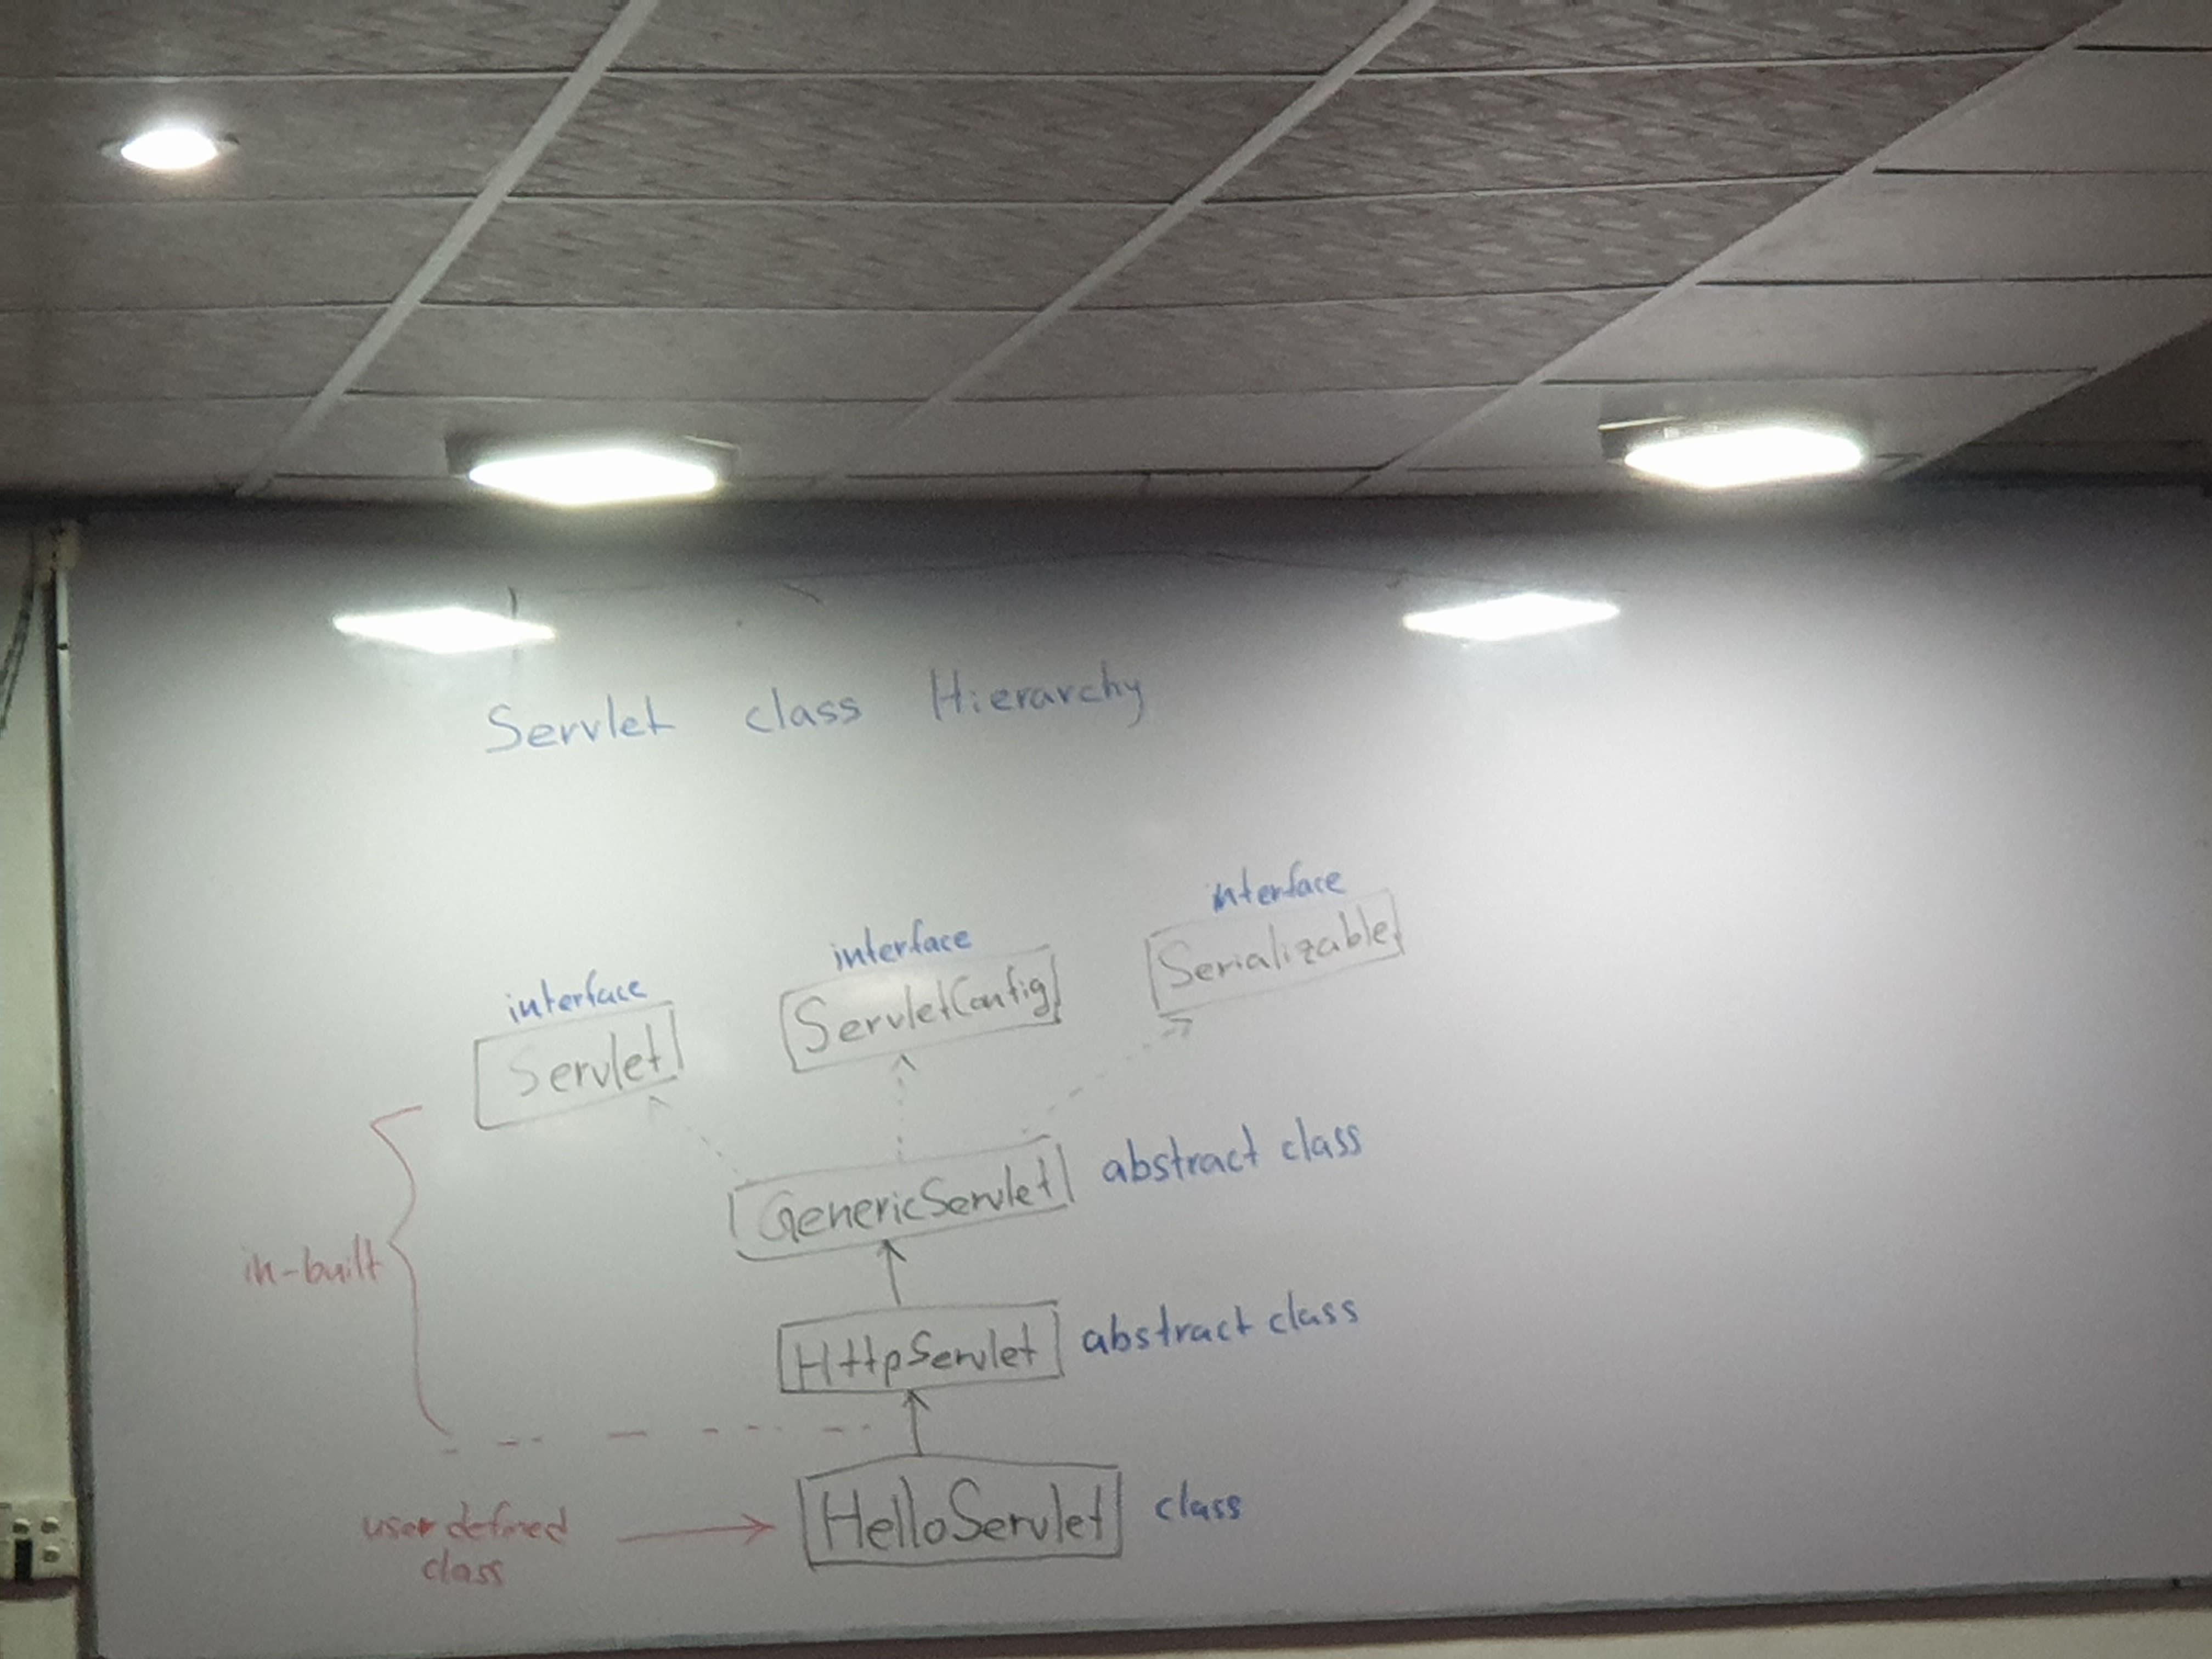 Servlet class Hierarchy
interface
interface
interface
Servlet
ServletConfig
Serializable
GenericServlet abstract class
in-built
HttpServlet abstract class
HelloServlet class
user defined
class